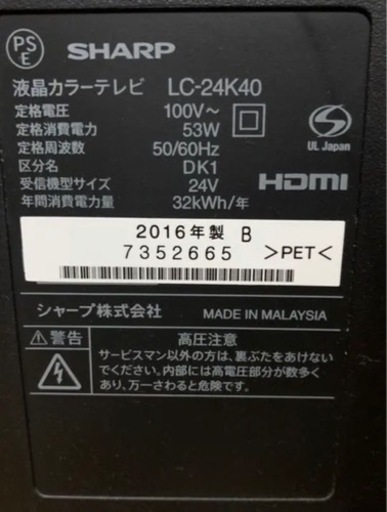 PS
E
SHARP
液晶カラーテレビ LC-24K40
定格電圧 100V～
定格消費電力 53W
定格周波数 50/60Hz
区分名 DK1
受信機型サイズ 24V
年間消費電力量 32kWh/年
UL Japan
HDMI
2016年製 B
7352665
>PET<
シャープ株式会社 MADE IN MALAYSIA
⚠警告 高圧注意
サービスマン以外の方は、裏ぶたをあけない
でください。内部には高電圧部分が数多く
あり、万一さわると危険です。